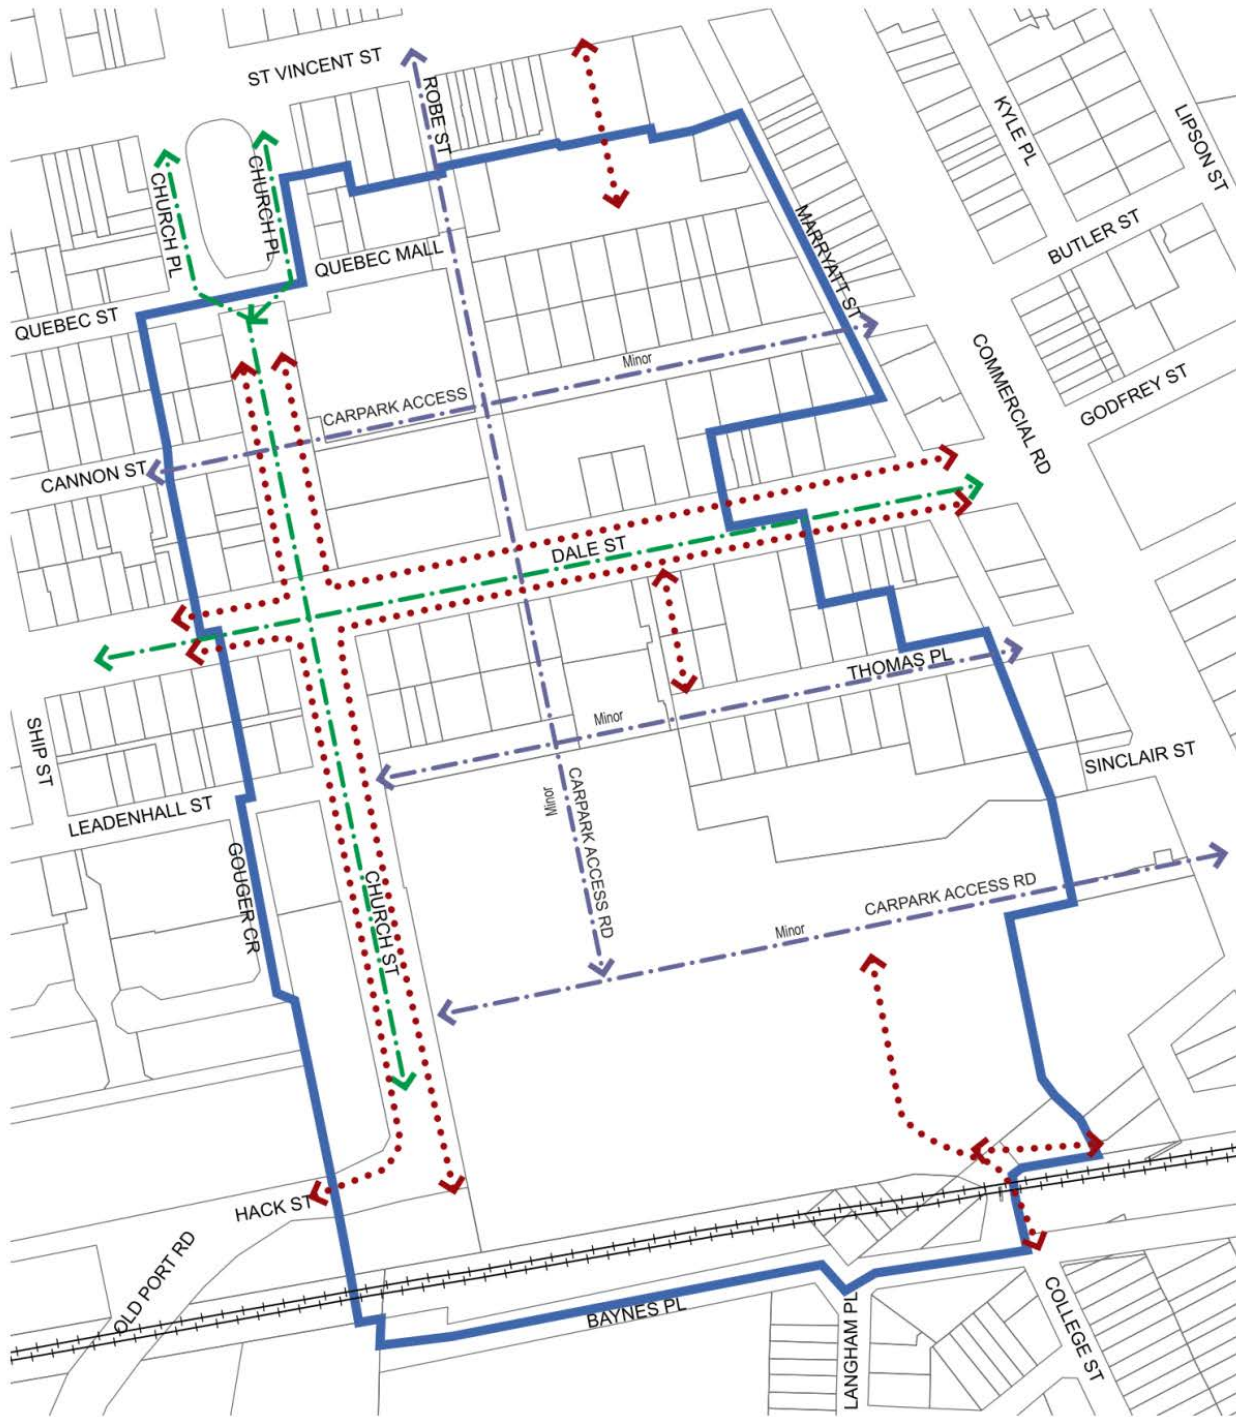 ST VINCENT ST
ROBE ST
KYLE PL
LIPSON ST
CHURCH PL
CHURCH PL
QUEBEC MALL
MARRYATT ST
BUTLER ST
QUEBEC ST
Minor
COMMERCIAL RD
CARPARK ACCESS
GODFREY ST
CANNON ST
DALE ST
THOMAS PL
Minor
SHIP ST
SINCLAIR ST
LEADENHALL ST
Minor
CARPARK ACCESS RD
GOUGER CR
CHURCH ST
CARPARK ACCESS RD
Minor
HACK ST
OLD PORT RD
BAYNES PL
LANGHAM PL
COLLEGE ST